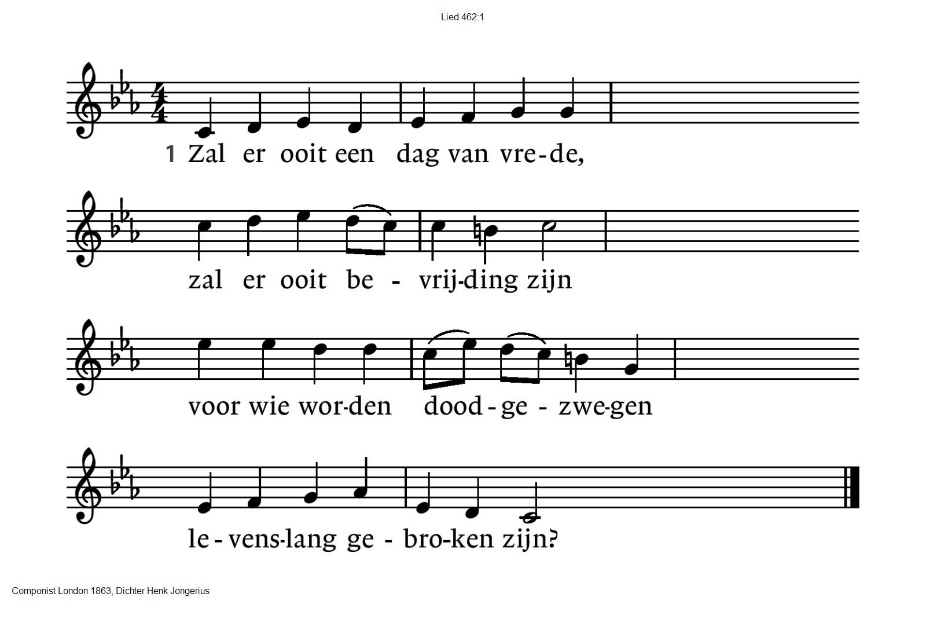 Lied 462:1
4
4
1 Zal er ooit een dag van vre-de,
zal er ooit be - vrij-ding zijn
voor wie wor-den dood-ge - zwe-gen
le-vens-lang ge - bro-ken zijn?
Componist London 1863, Dichter Henk Jongerius